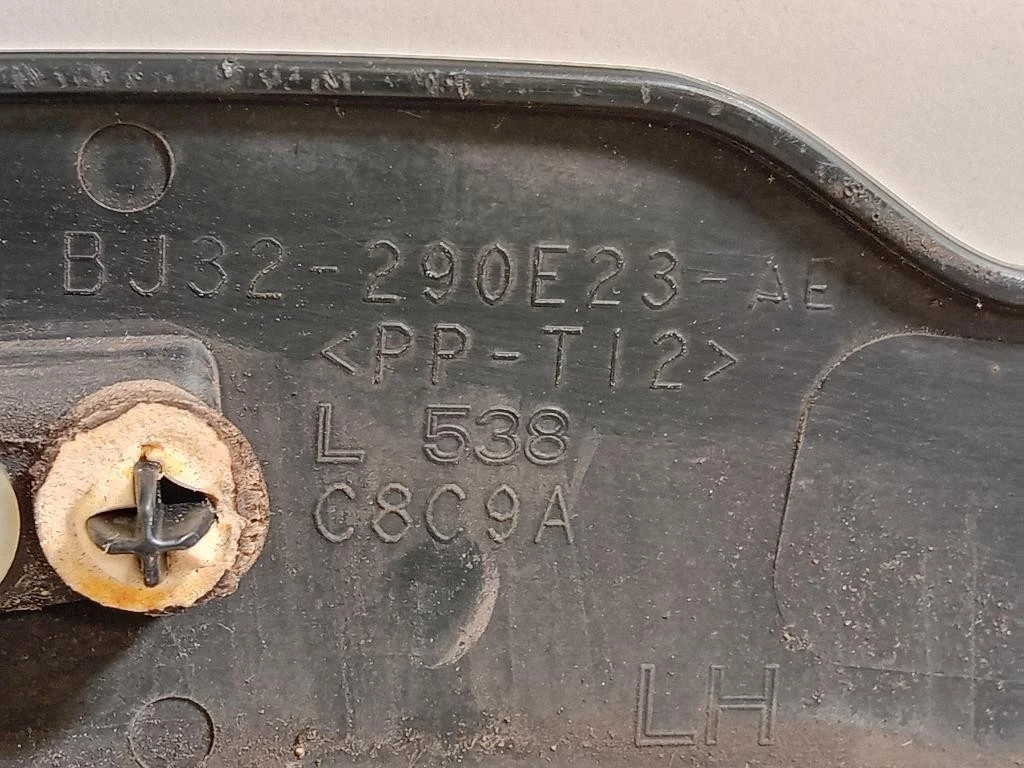 BJ32-290E23-AE
<PP-T12>
L 538
C8C9A
LH